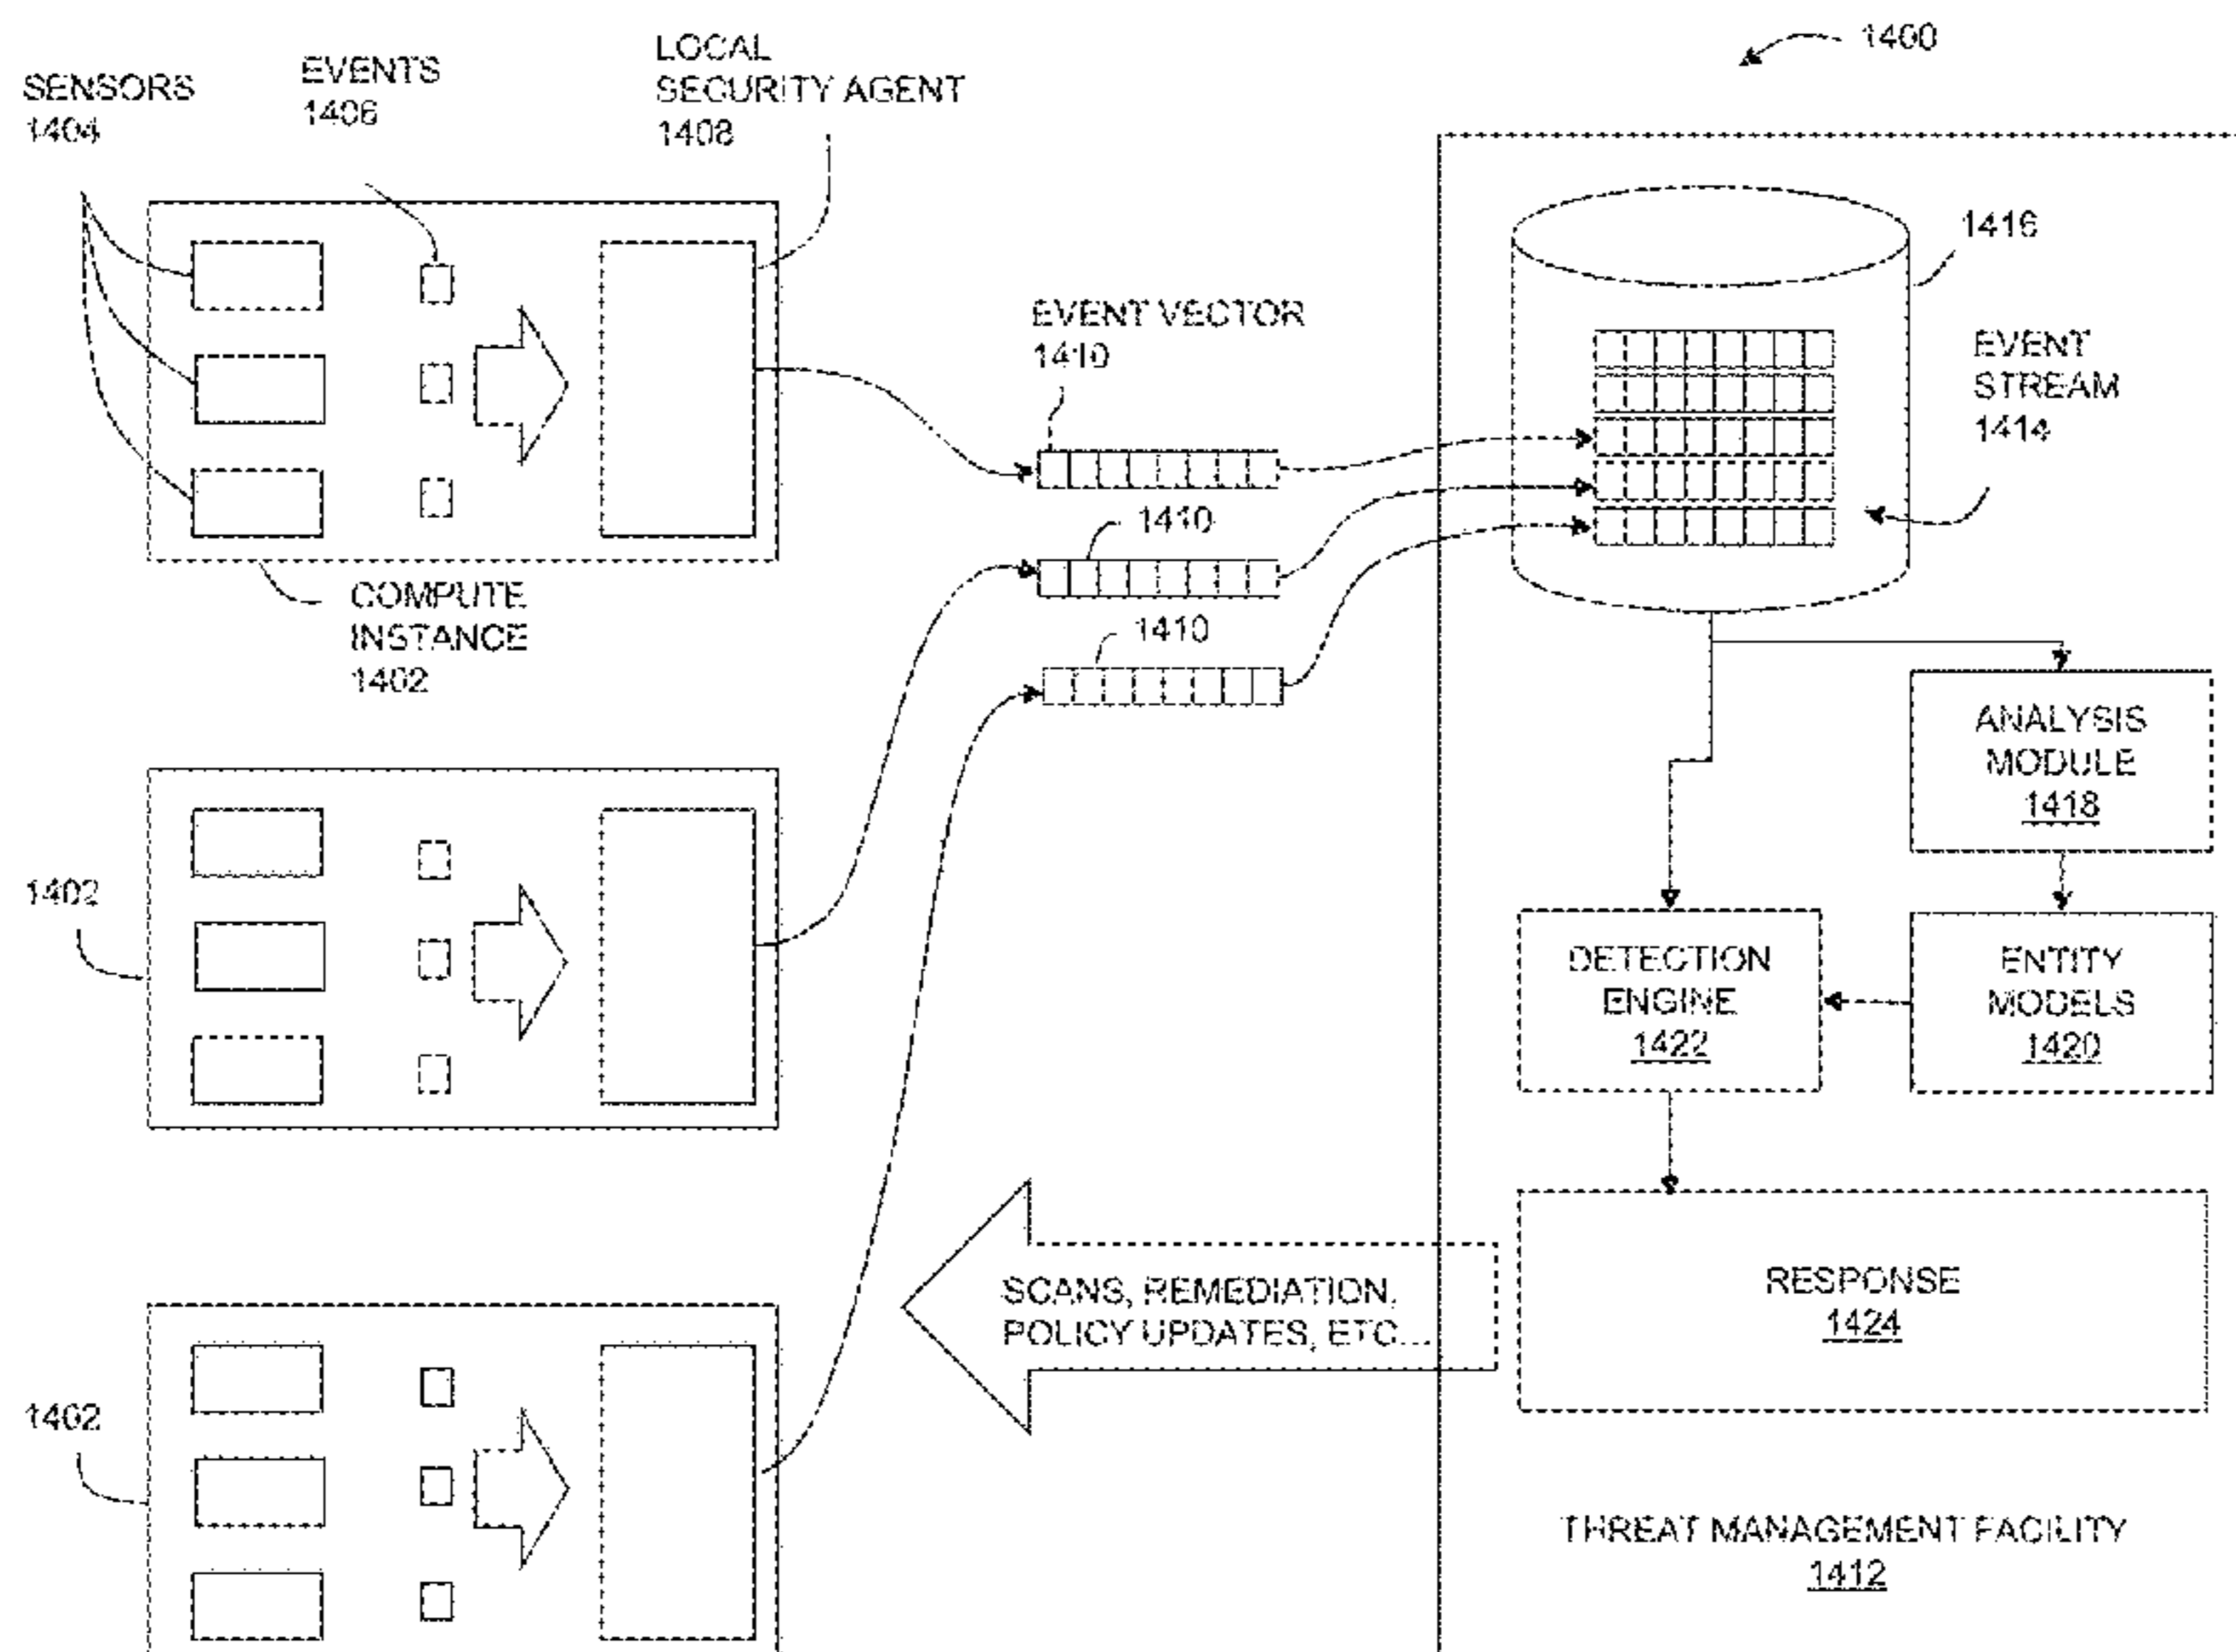 1400
SENSORS
1404
EVENTS
1406
LOCAL
SECURITY AGENT
1408
1416
EVENT VECTOR
1410
EVENT
STREAM
1414
1410
COMPUTE
INSTANCE
1402
1410
ANALYSIS
MODULE
1418
1402
DETECTION
ENGINE
1422
ENTITY
MODELS
1420
SCANS, REMEDIATION,
POLICY UPDATES, ETC...
RESPONSE
1424
1402
THREAT MANAGEMENT FACILITY
1412